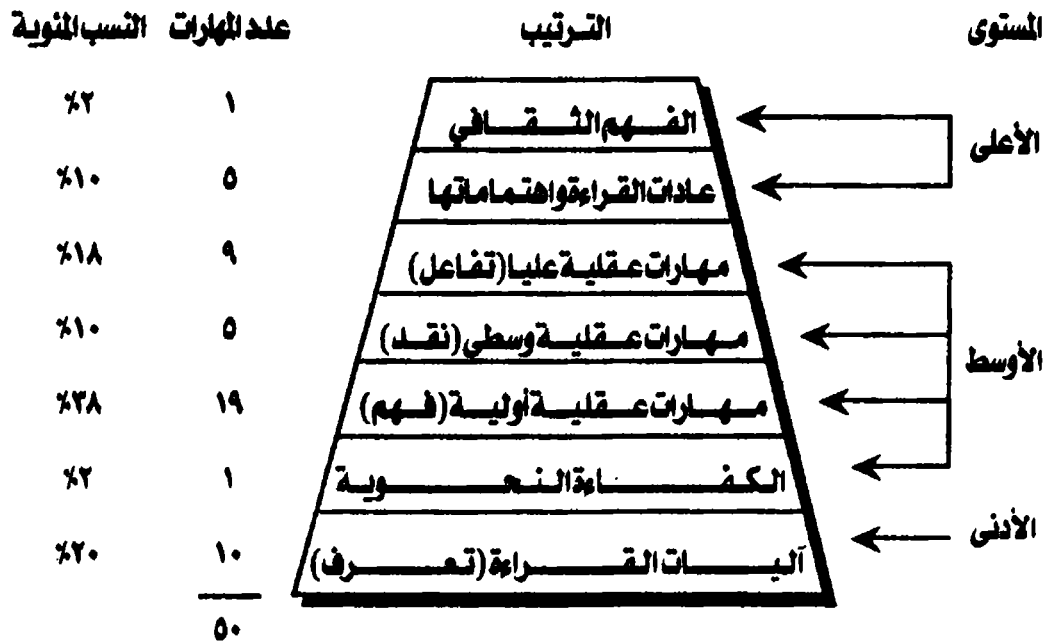 المستوى الترتيب عدد المهارات النسب المئوية
الأعلى
الفهم الثقافي ١ ٢%
عادات القراءة واهتماماتها ٥ ١٠%
مهارات عقلية عليا (تفاعل) ٩ ١٨%
الأوسط
مهارات عقلية وسطي (نقد) ٥ ١٠%
مهارات عقلية أولية (فهم) ١٩ ٣٨%
الكفاءة النحوية ١ ٢%
الأدنى
آليات القراءة (تعرف) ١٠ ٢٠%
٥٠